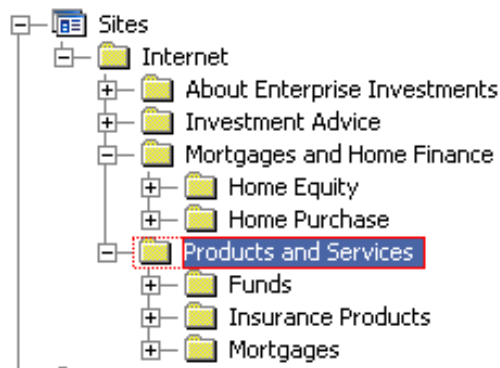 Sites
Internet
About Enterprise Investments
Investment Advice
Mortgages and Home Finance
Home Equity
Home Purchase
Products and Services
Funds
Insurance Products
Mortgages